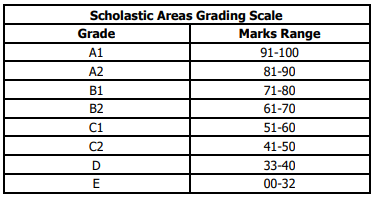 Scholastic Areas Grading Scale
Grade Marks Range
A1 91-100
A2 81-90
B1 71-80
B2 61-70
C1 51-60
C2 41-50
D 33-40
E 00-32